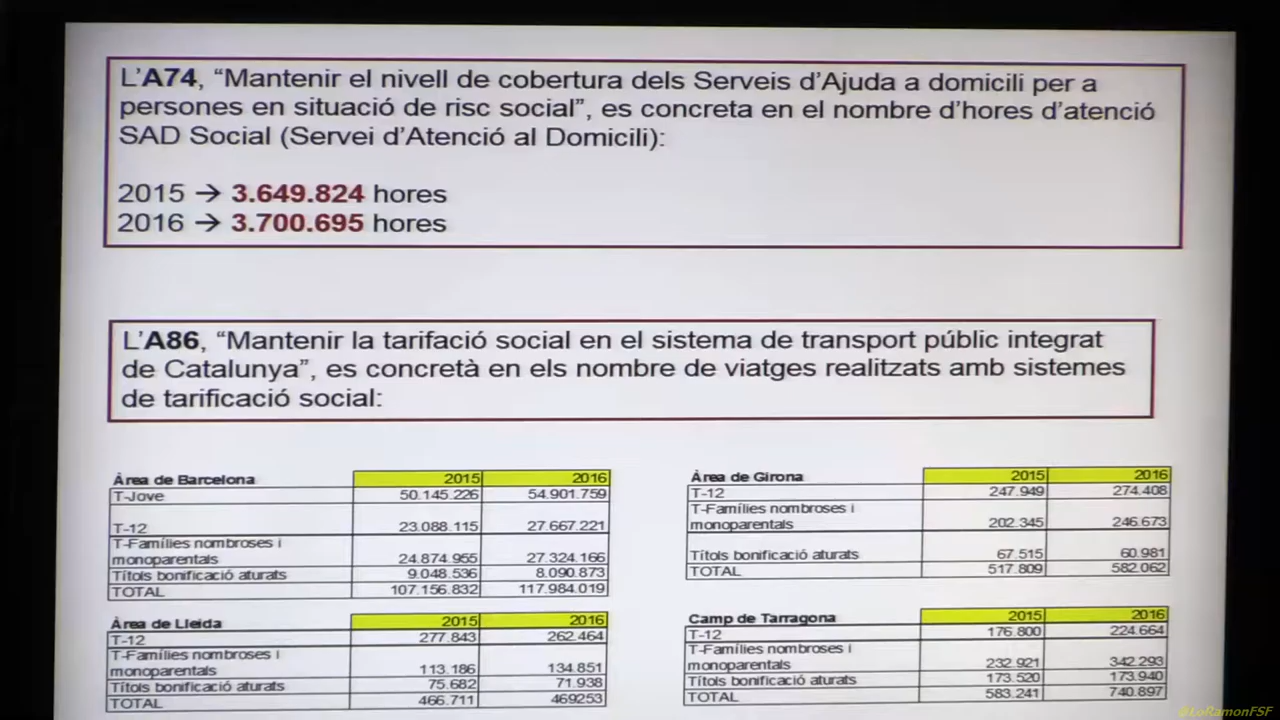 L'A74, “Mantenir el nivell de cobertura dels Serveis d'Ajuda a domicili per a
persones en situació de risc social”, es concreta en el nombre d'hores d'atenció
SAD Social (Servei d'Atenció al Domicili):
2015 → 3.649.824 hores
2016 → 3.700.695 hores
L'A86, “Mantenir la tarifació social en el sistema de transport públic integrat
de Catalunya”, es concretà en els nombre de viatges realitzats amb sistemes
de tarificació social:
Àrea de Barcelona 2015 2016
T-Jove 50.145.226 54.901.759
T-12 23.088.115 27.667.221
T-Famílies nombroses i
monoparentals 24.874.955 27.324.166
Títols bonificació aturats 9.048.536 8.090.873
TOTAL 107.156.832 117.984.019
Àrea de Girona 2015 2016
T-12 247.949 274.408
T-Famílies nombroses i
monoparentals 202.345 246.673
Títols bonificació aturats 67.515 60.981
TOTAL 517.809 582.062
Àrea de Lleida 2015 2016
T-12 277.843 262.464
T-Famílies nombroses i
monoparentals 113.186 134.851
Títols bonificació aturats 75.682 71.938
TOTAL 466.711 469253
Camp de Tarragona 2015 2016
T-12 176.800 224.664
T-Famílies nombroses i
monoparentals 232.921 342.293
Títols bonificació aturats 173.520 173.940
TOTAL 583.241 740.897
@LoRamonFSF